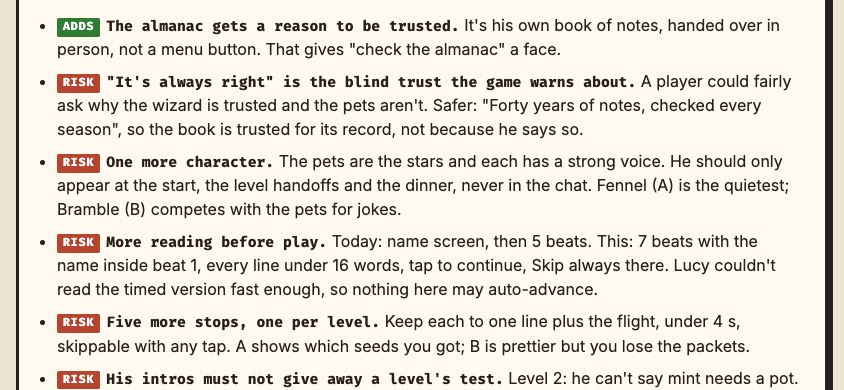 ADDS The almanac gets a reason to be trusted. It's his own book of notes, handed over in
person, not a menu button. That gives "check the almanac" a face.
RISK "It's always right" is the blind trust the game warns about. A player could fairly
ask why the wizard is trusted and the pets aren't. Safer: "Forty years of notes, checked every
season", so the book is trusted for its record, not because he says so.
RISK One more character. The pets are the stars and each has a strong voice. He should only
appear at the start, the level handoffs and the dinner, never in the chat. Fennel (A) is the quietest;
Bramble (B) competes with the pets for jokes.
RISK More reading before play. Today: name screen, then 5 beats. This: 7 beats with the
name inside beat 1, every line under 16 words, tap to continue, Skip always there. Lucy couldn't
read the timed version fast enough, so nothing here may auto-advance.
RISK Five more stops, one per level. Keep each to one line plus the flight, under 4 s,
skippable with any tap. A shows which seeds you got; B is prettier but you lose the packets.
RISK His intros must not give away a level's test. Level 2: he can't say mint needs a pot.